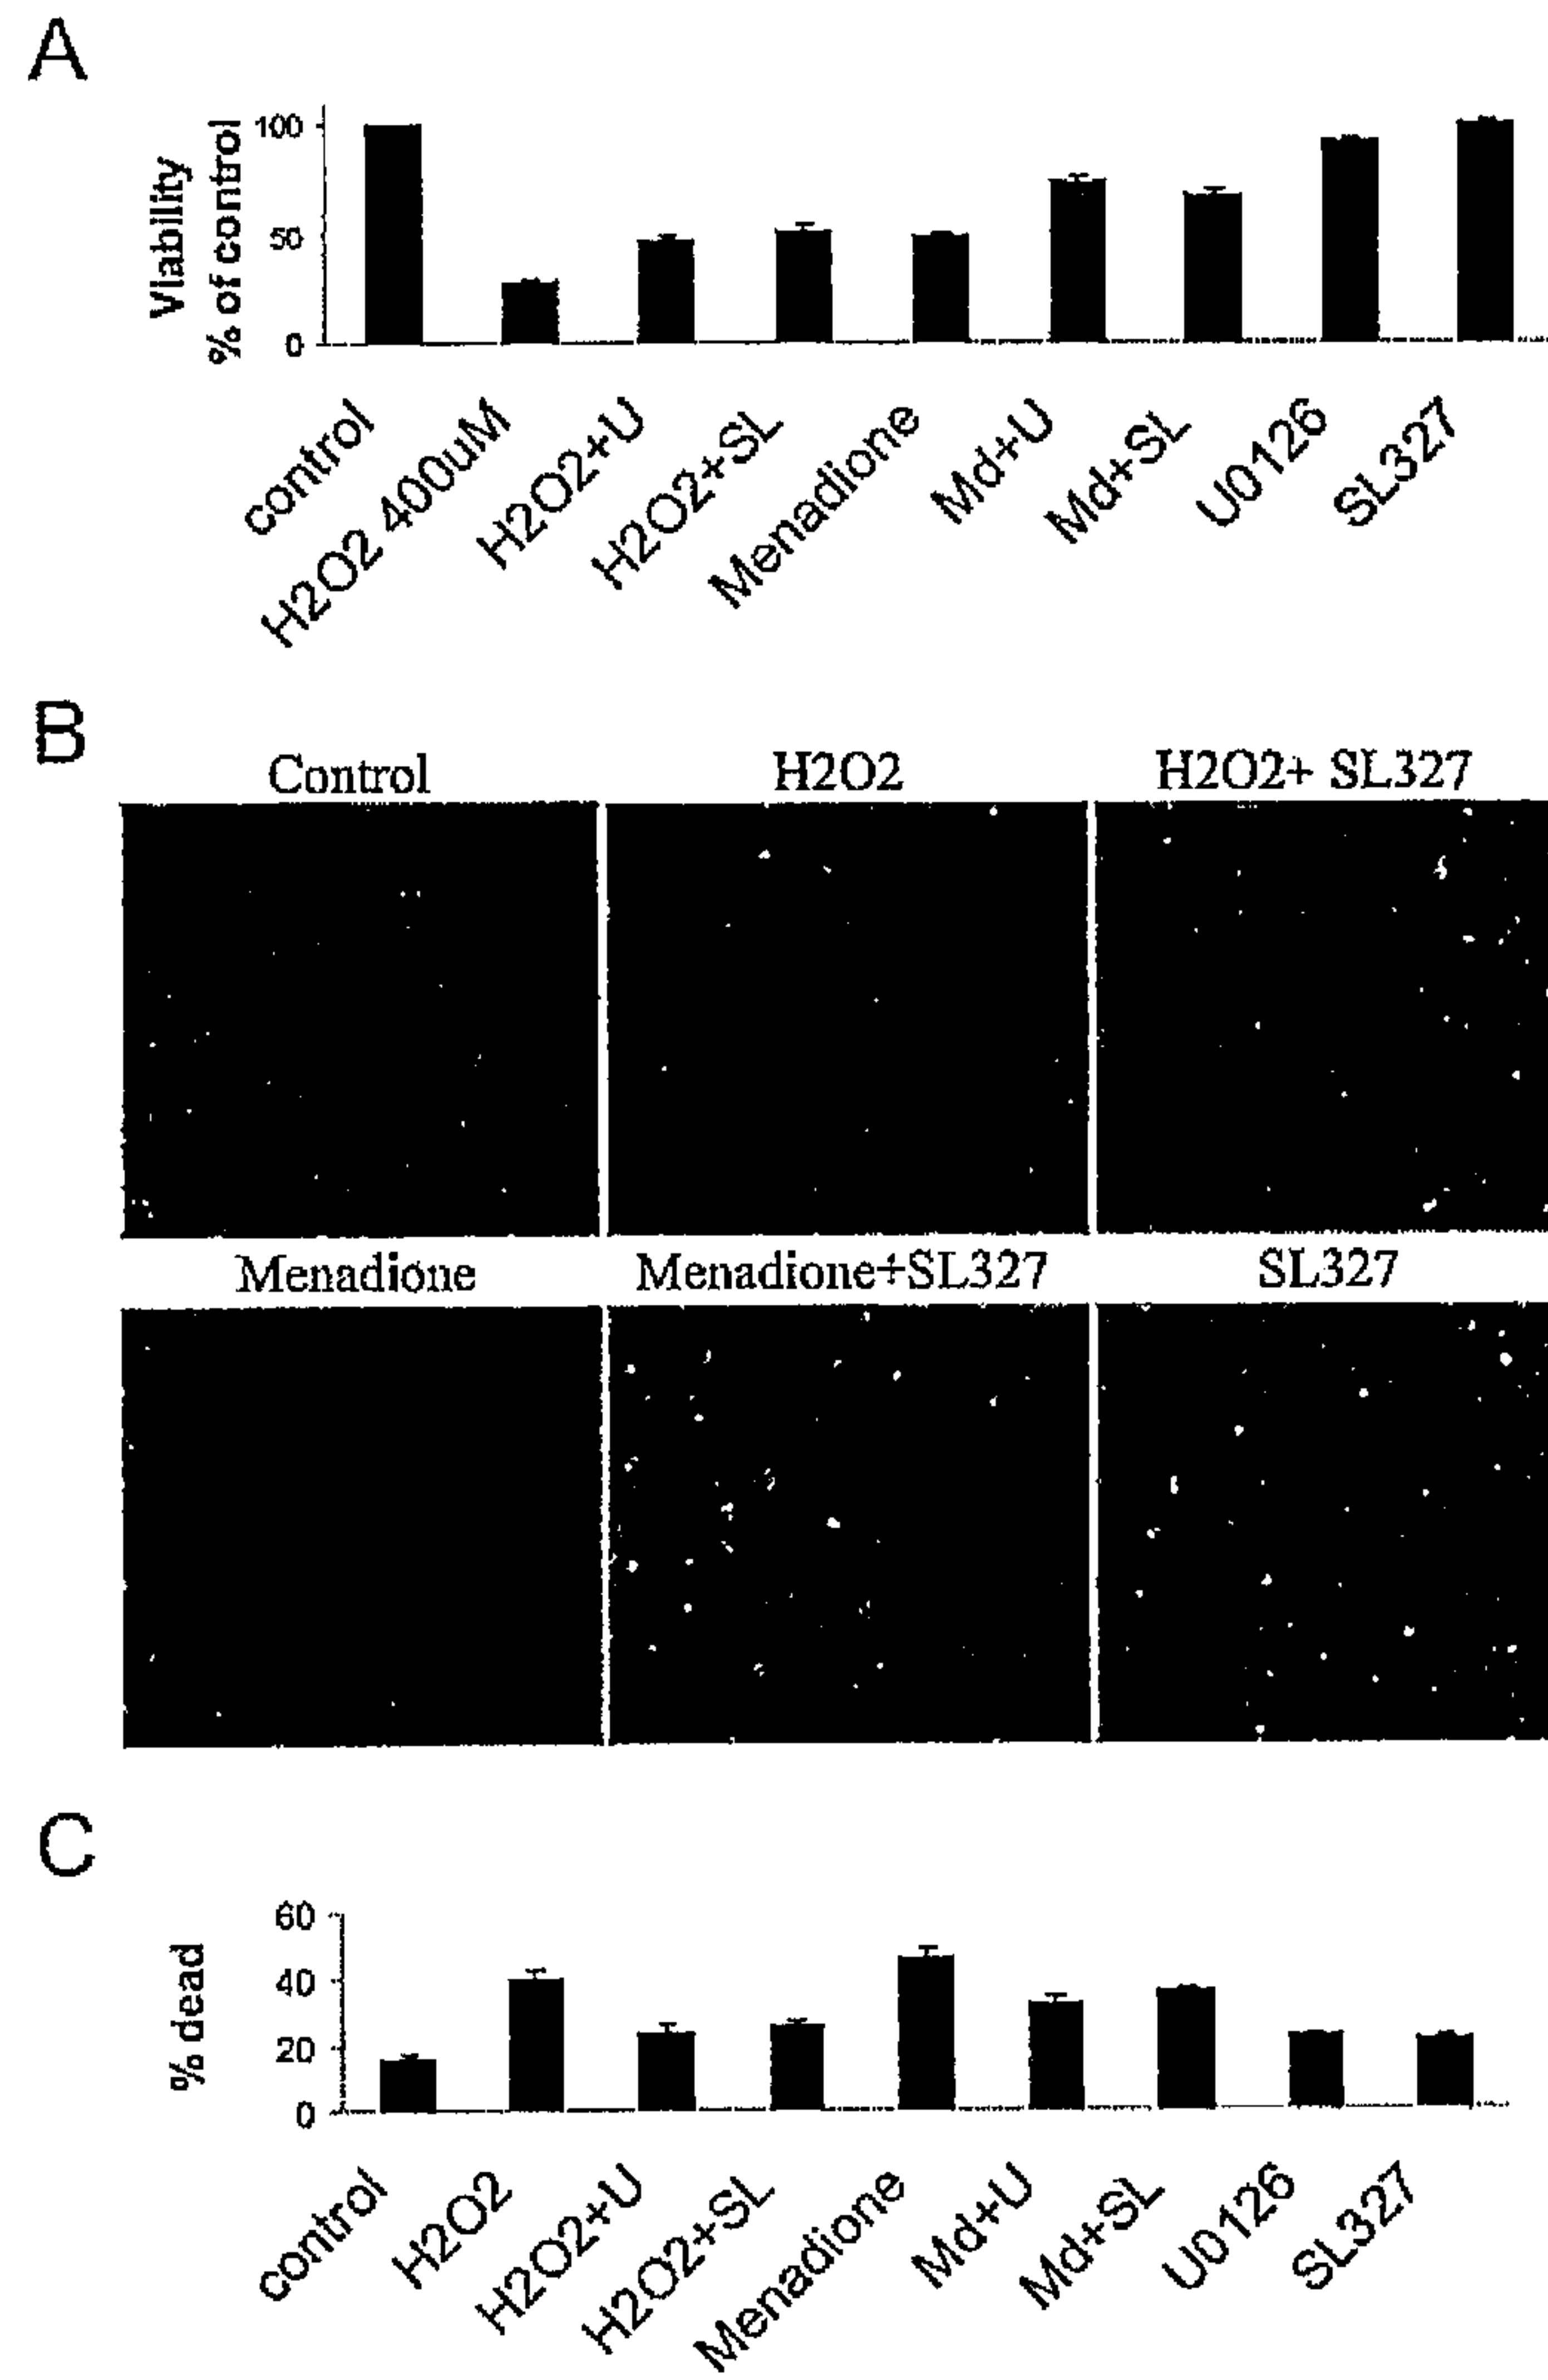 A
Viability
% of control
100
50
0
control
H2O2 400uM
H2O2+U
H2O2+SL
Menadione
Md+U
Md+SL
U0126
SL327
B
Control
H2O2
H2O2+ SL327
Menadione
Menadione+SL327
SL327
C
% dead
60
40
20
0
control
H2O2
H2O2+U
H2O2+SL
Menadione
Md+U
Md+SL
U0126
SL327